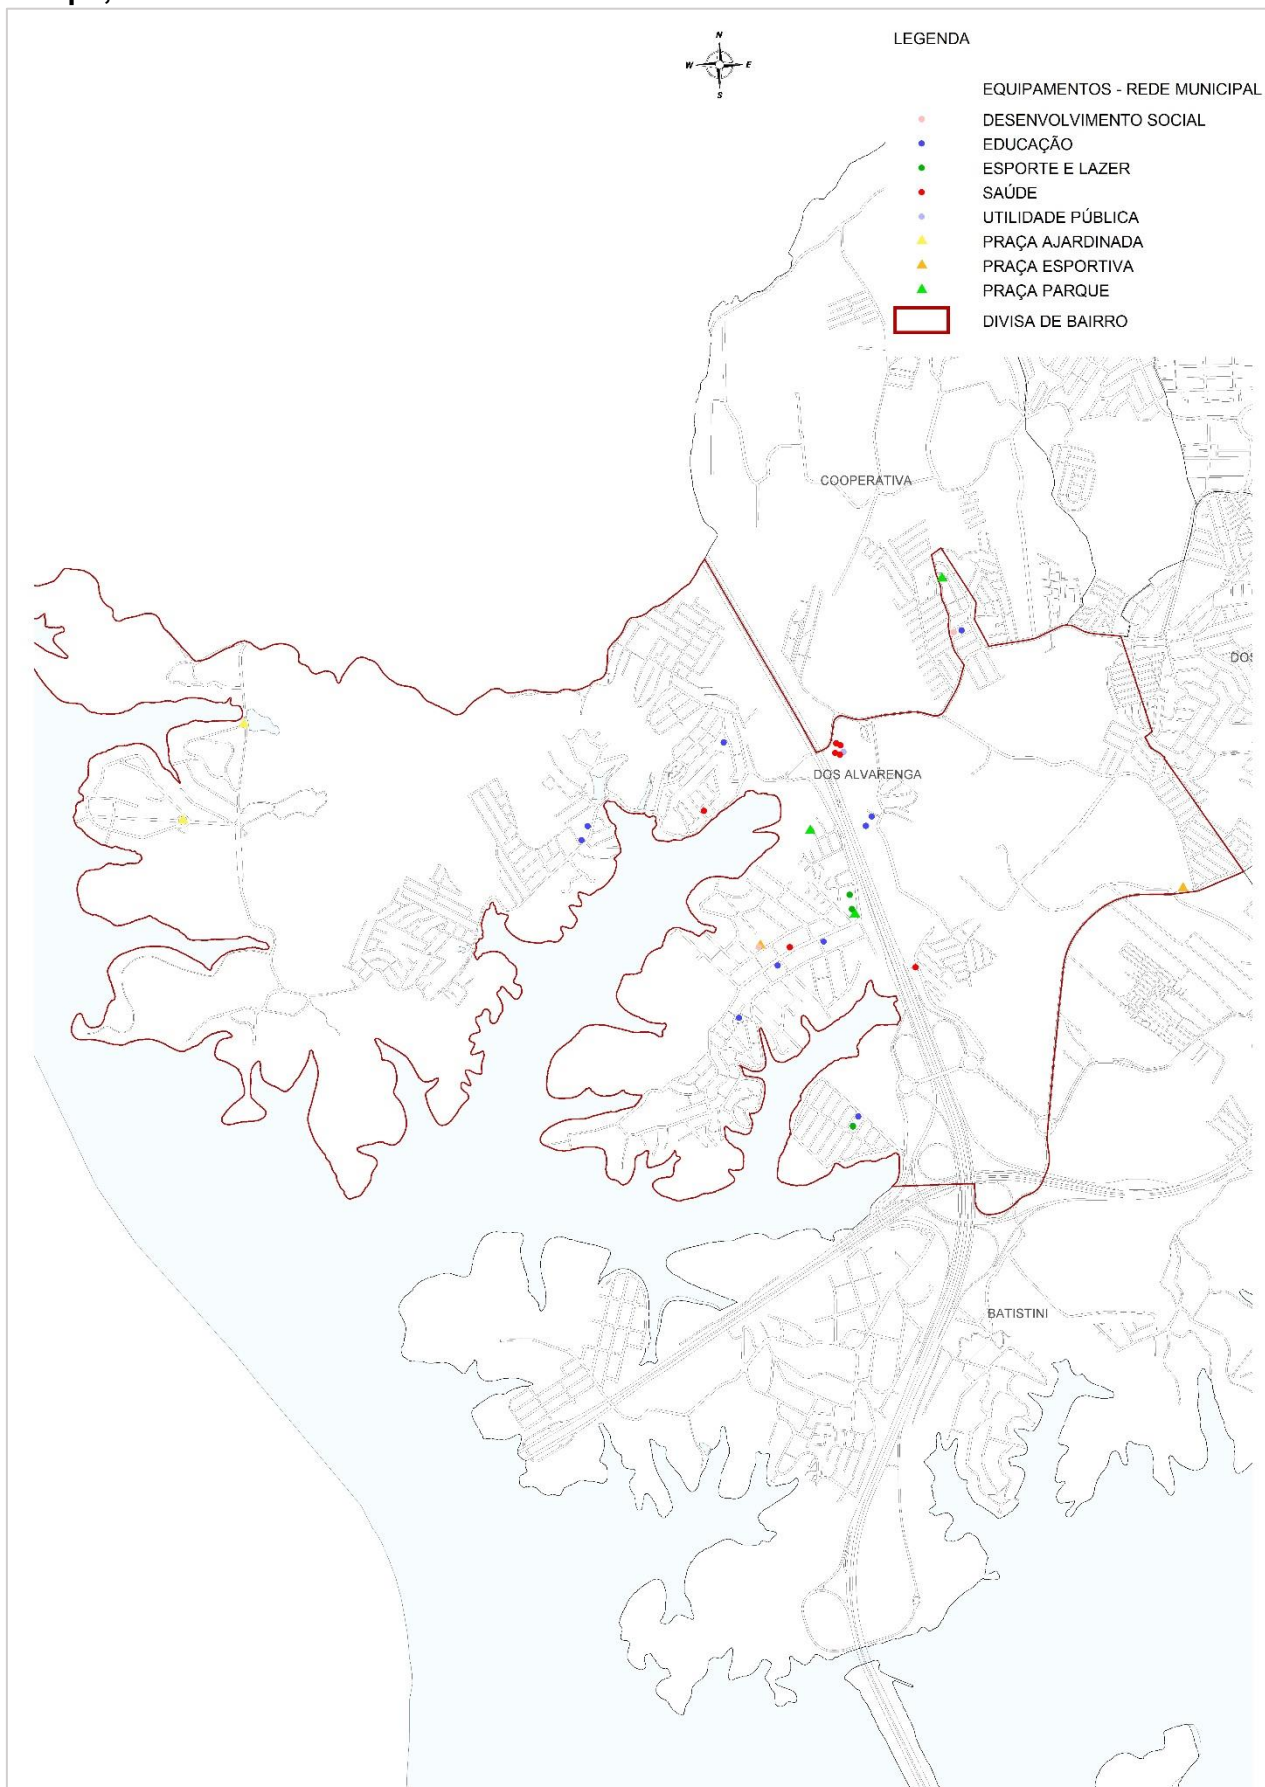 N
W E
S
LEGENDA
EQUIPAMENTOS - REDE MUNICIPAL
DESENVOLVIMENTO SOCIAL
EDUCAÇÃO
ESPORTE E LAZER
SAÚDE
UTILIDADE PÚBLICA
PRAÇA AJARDINADA
PRAÇA ESPORTIVA
PRAÇA PARQUE
DIVISA DE BAIRRO
COOPERATIVA
DOS
DOS ALVARENGA
BATISTINI